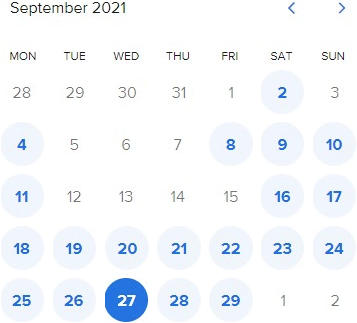 September 2021
MON TUE WED THU FRI SAT SUN
28 29 30 31 1 2 3
4 5 6 7 8 9 10
11 12 13 14 15 16 17
18 19 20 21 22 23 24
25 26 27 28 29 1 2